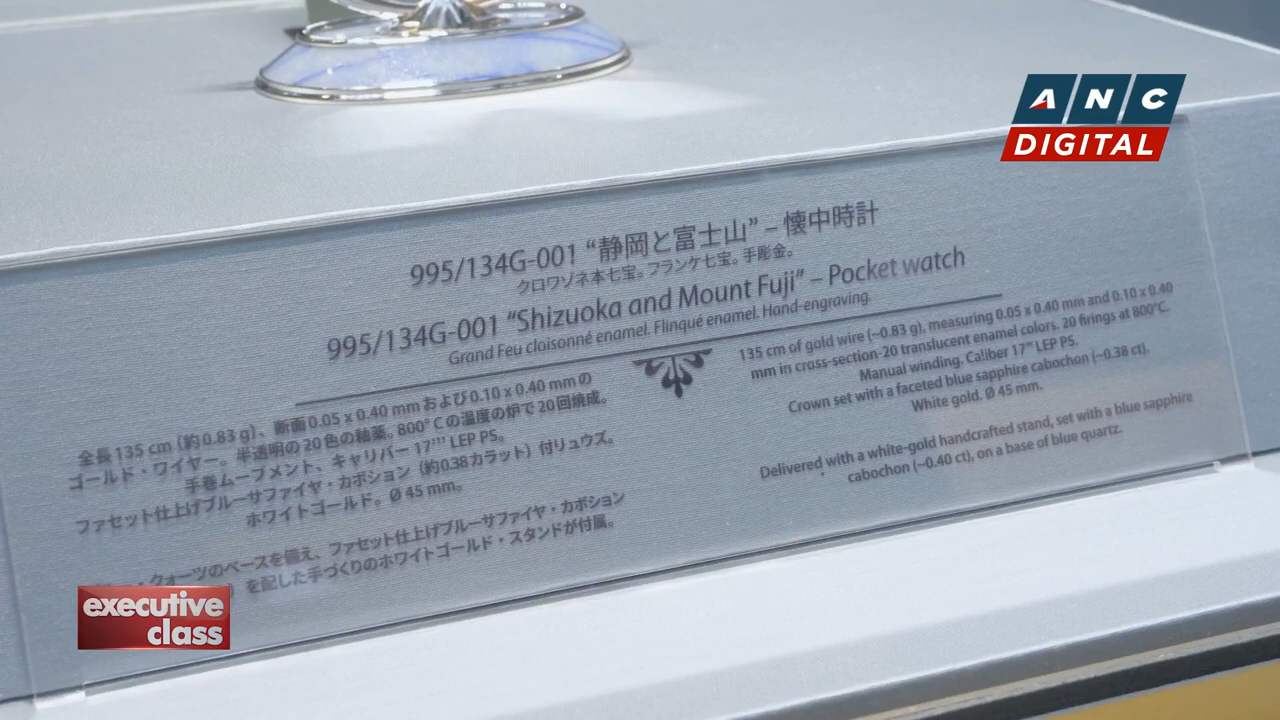 ANC
DIGITAL
995/134G-001 “静岡と富士山” – 懐中時計
クロワゾネ本七宝。フランケ七宝。手彫金。
995/134G-001 “Shizuoka and Mount Fuji” – Pocket watch
Grand Feu cloisonné enamel. Flinqué enamel. Hand-engraving.
全長135 cm（約0.83 g）、断面0.05 x 0.40 mmおよび0.10 x 0.40 mmの
ゴールド・ワイヤー。半透明の20色の釉薬。800°Cの温度の炉で20回焼成。
手巻ムーブメント、キャリバー 17’’’ LEP PS。
ファセット仕上げブルーサファイヤ・カボション（約0.38カラット）付リュウズ。
ホワイトゴールド。Ø 45 mm。
・クォーツのベースを備え、ファセット仕上げブルーサファイヤ・カボション
を配した手づくりのホワイトゴールド・スタンドが付属。
135 cm of gold wire (~0.83 g), measuring 0.05 x 0.40 mm and 0.10 x 0.40
mm in cross-section-20 translucent enamel colors. 20 firings at 800°C.
Manual winding. Caliber 17’’’ LEP PS.
Crown set with a faceted blue sapphire cabochon (~0.38 ct).
White gold. Ø 45 mm.
Delivered with a white-gold handcrafted stand, set with a blue sapphire
cabochon (~0.40 ct), on a base of blue quartz.
executive
class